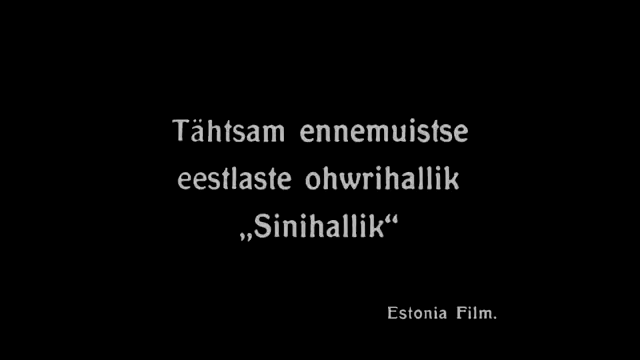 Tähtsam ennemuistse
eestlaste ohwrihallik
„Sinihallik“
Estonia Film.